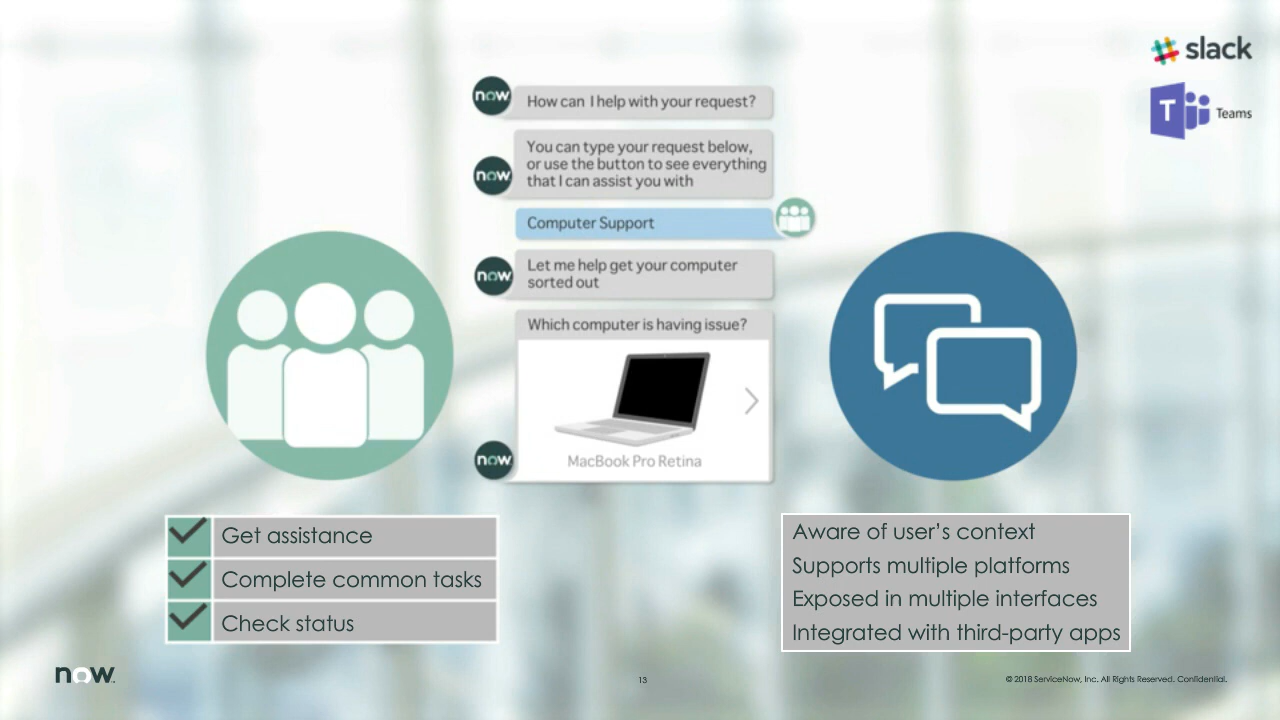 slack
T Teams
now
How can I help with your request?
now
You can type your request below,
or use the button to see everything
that I can assist you with
Computer Support
now
Let me help get your computer
sorted out
Which computer is having issue?
now
MacBook Pro Retina
Get assistance
Complete common tasks
Check status
Aware of user’s context
Supports multiple platforms
Exposed in multiple interfaces
Integrated with third-party apps
now.
13
© 2018 ServiceNow, Inc. All Rights Reserved. Confidential.